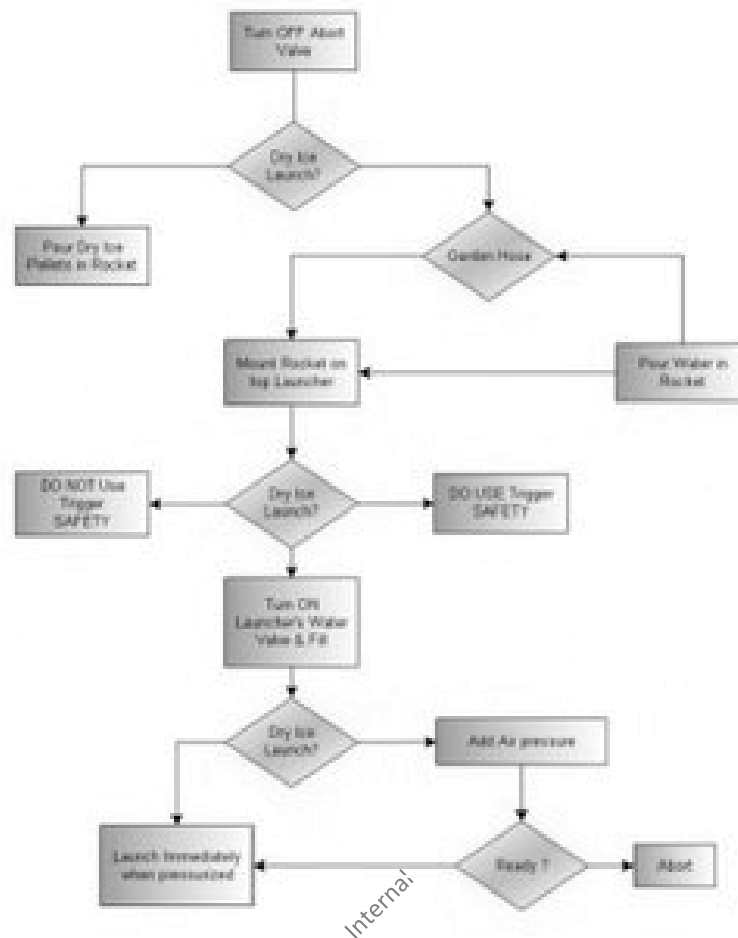 Turn OFF Abort
Valve
Dry Ice
Launch?
Pour Dry Ice
Pellets in Rocket
Garden Hose
Mount Rocket on
top Launcher
Pour Water in
Rocket
DO NOT Use
Trigger
SAFETY
Dry Ice
Launch?
DO USE Trigger
SAFETY
Turn ON
Launcher's Water
Valve & Fill
Dry Ice
Launch?
Add As pressure
Launch Immediately
when pressurized
Ready ?
Abort
Internal